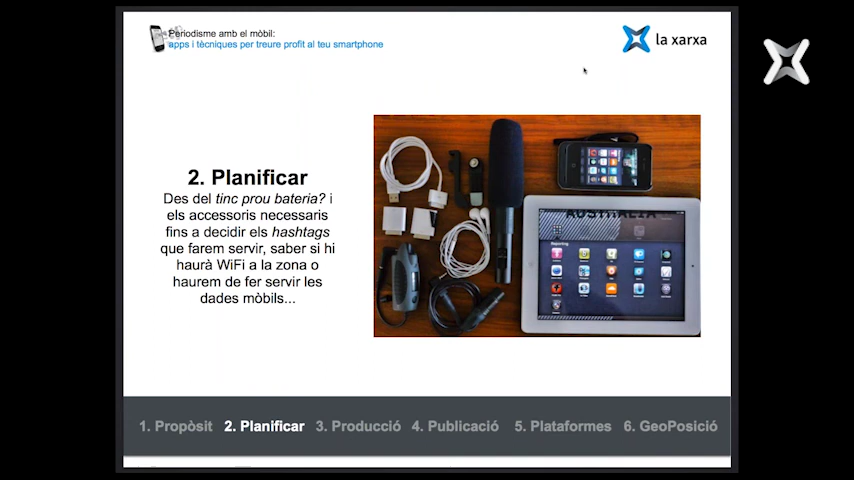 Periodisme amb el mòbil:
apps i tècniques per treure profit al teu smartphone
la xarxa
2. Planificar
Des del tinc prou bateria? i
els accessoris necessaris
fins a decidir els hashtags
que farem servir, saber si hi
haurà WiFi a la zona o
haurem de fer servir les
dades mòbils...
AUSTRALIA
Reporting
1. Propòsit 2. Planificar 3. Producció 4. Publicació 5. Plataformes 6. GeoPosició